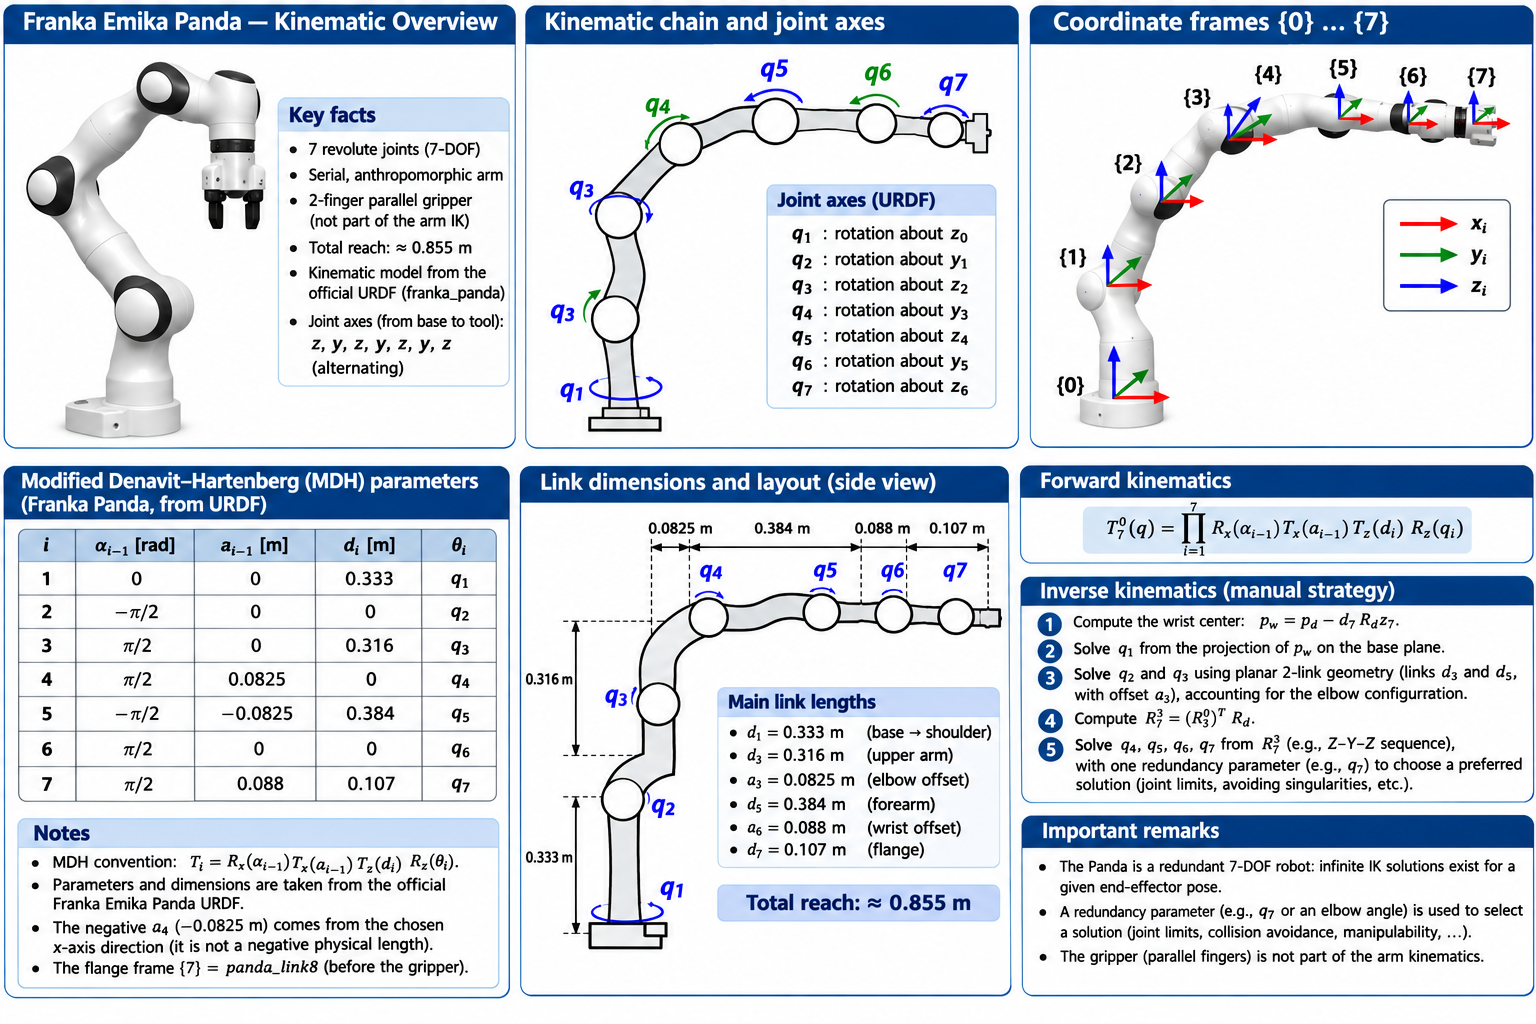 Franka Emika Panda — Kinematic Overview
Key facts
• 7 revolute joints (7-DOF)
• Serial, anthropomorphic arm
• 2-finger parallel gripper
(not part of the arm IK)
• Total reach: ≈ 0.855 m
• Kinematic model from the
official URDF (franka_panda)
• Joint axes (from base to tool):
z, y, z, y, z, y, z
(alternating)
Kinematic chain and joint axes
q5
q6
q7
q4
q3
q3
q1
Joint axes (URDF)
q₁ : rotation about z₀
q₂ : rotation about y₁
q₃ : rotation about z₂
q₄ : rotation about y₃
q₅ : rotation about z₄
q₆ : rotation about y₅
q₇ : rotation about z₆
Coordinate frames {0} … {7}
{4}
{5}
{6}
{7}
{3}
{2}
{1}
{0}
xᵢ
yᵢ
zᵢ
Modified Denavit–Hartenberg (MDH) parameters
(Franka Panda, from URDF)
i αᵢ₋₁ [rad] aᵢ₋₁ [m] dᵢ [m] θᵢ
1 0 0 0.333 q₁
2 −π/2 0 0 q₂
3 π/2 0 0.316 q₃
4 π/2 0.0825 0 q₄
5 −π/2 −0.0825 0.384 q₅
6 π/2 0 0 q₆
7 π/2 0.088 0.107 q₇
Notes
• MDH convention: Tᵢ = Rₓ(αᵢ₋₁) Tₓ(aᵢ₋₁) T_z(dᵢ) R_z(θᵢ).
• Parameters and dimensions are taken from the official
Franka Emika Panda URDF.
• The negative a₄ (−0.0825 m) comes from the chosen
x-axis direction (it is not a negative physical length).
• The flange frame {7} = panda_link8 (before the gripper).
Link dimensions and layout (side view)
0.0825 m 0.384 m 0.088 m 0.107 m
q4 q5 q6 q7
0.316 m
q3
q2
0.333 m
q1
Main link lengths
• d₁ = 0.333 m (base → shoulder)
• d₃ = 0.316 m (upper arm)
• a₃ = 0.0825 m (elbow offset)
• d₅ = 0.384 m (forearm)
• a₆ = 0.088 m (wrist offset)
• d₇ = 0.107 m (flange)
Total reach: ≈ 0.855 m
Forward kinematics
T₇⁰(q) = ∏ᵢ₌₁⁷ Rₓ(αᵢ₋₁) Tₓ(aᵢ₋₁) T_z(dᵢ) R_z(qᵢ)
Inverse kinematics (manual strategy)
1 Compute the wrist center: p_w = p_d − d₇ R_d z₇.
2 Solve q₁ from the projection of p_w on the base plane.
3 Solve q₂ and q₃ using planar 2-link geometry (links d₃ and d₅,
with offset a₃), accounting for the elbow configurration.
4 Compute R₇³ = (R₃⁰)ᵀ R_d.
5 Solve q₄, q₅, q₆, q₇ from R₇³ (e.g., Z–Y–Z sequence),
with one redundancy parameter (e.g., q₇) to choose a preferred
solution (joint limits, avoiding singularities, etc.).
Important remarks
• The Panda is a redundant 7-DOF robot: infinite IK solutions exist for a
given end-effector pose.
• A redundancy parameter (e.g., q₇ or an elbow angle) is used to select
a solution (joint limits, collision avoidance, manipulability, …).
• The gripper (parallel fingers) is not part of the arm kinematics.